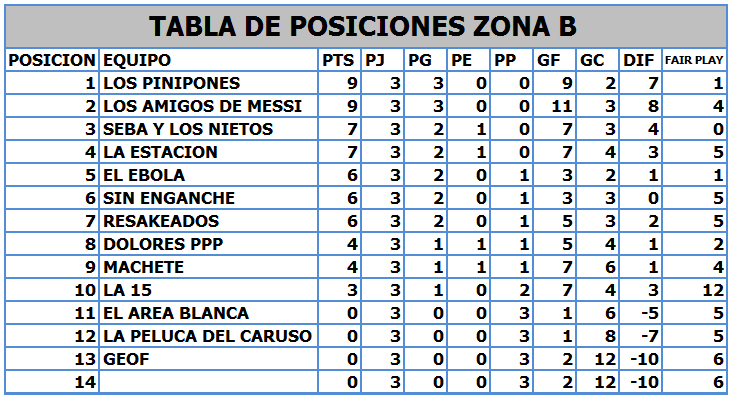 TABLA DE POSICIONES ZONA B
POSICION EQUIPO PTS PJ PG PE PP GF GC DIF FAIR PLAY
1 LOS PINIPONES 9 3 3 0 0 9 2 7 1
2 LOS AMIGOS DE MESSI 9 3 3 0 0 11 3 8 4
3 SEBA Y LOS NIETOS 7 3 2 1 0 7 3 4 0
4 LA ESTACION 7 3 2 1 0 7 4 3 5
5 EL EBOLA 6 3 2 0 1 3 2 1 1
6 SIN ENGANCHE 6 3 2 0 1 3 3 0 5
7 RESAKEADOS 6 3 2 0 1 5 3 2 5
8 DOLORES PPP 4 3 1 1 1 5 4 1 2
9 MACHETE 4 3 1 1 1 7 6 1 4
10 LA 15 3 3 1 0 2 7 4 3 12
11 EL AREA BLANCA 0 3 0 0 3 1 6 -5 5
12 LA PELUCA DEL CARUSO 0 3 0 0 3 1 8 -7 5
13 GEOF 0 3 0 0 3 2 12 -10 6
14 0 3 0 0 3 2 12 -10 6